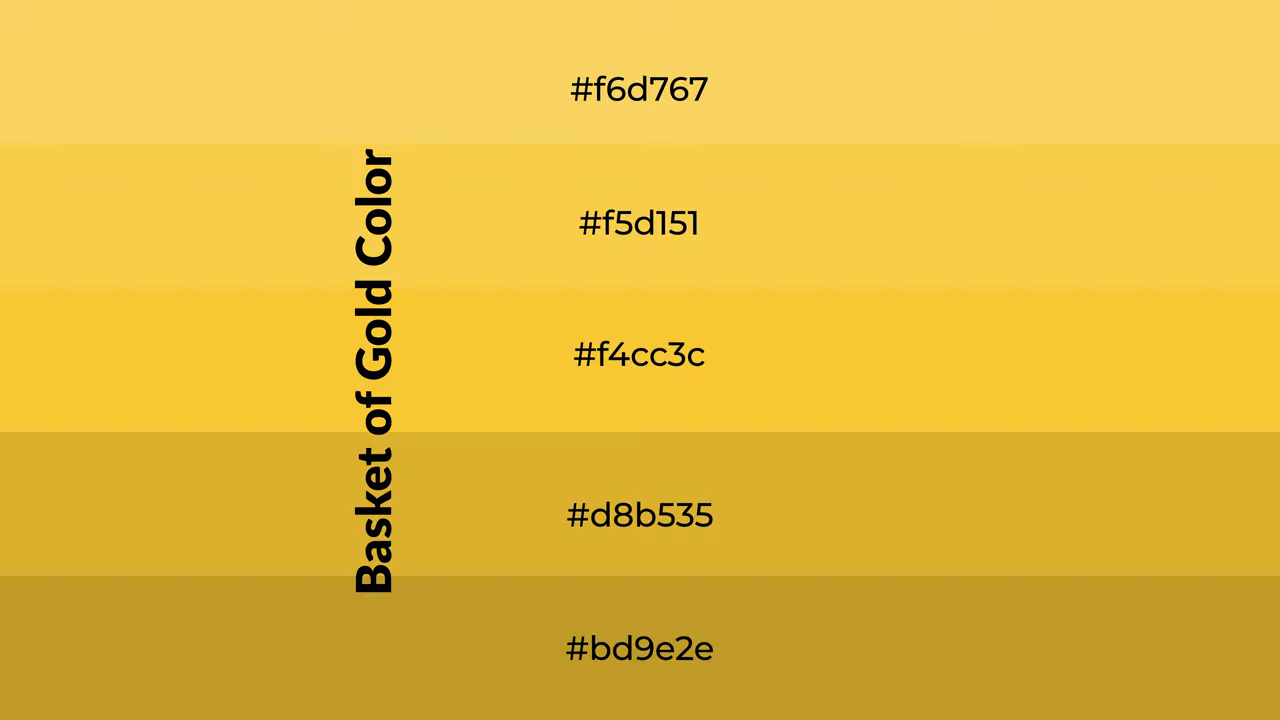 Basket of Gold Color
#f6d767
#f5d151
#f4cc3c
#d8b535
#bd9e2e